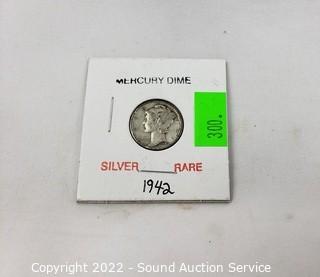 MERCURY DIME
300.
SILVER RARE
1942
Copyright 2022 - Sound Auction Service